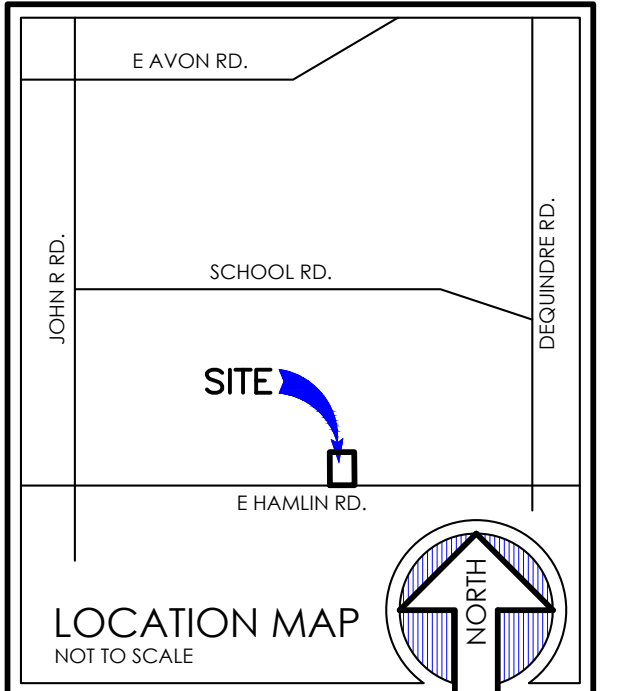 E AVON RD.
JOHN R RD.
DEQUINDRE RD.
SCHOOL RD.
SITE
E HAMLIN RD.
NORTH
LOCATION MAP
NOT TO SCALE